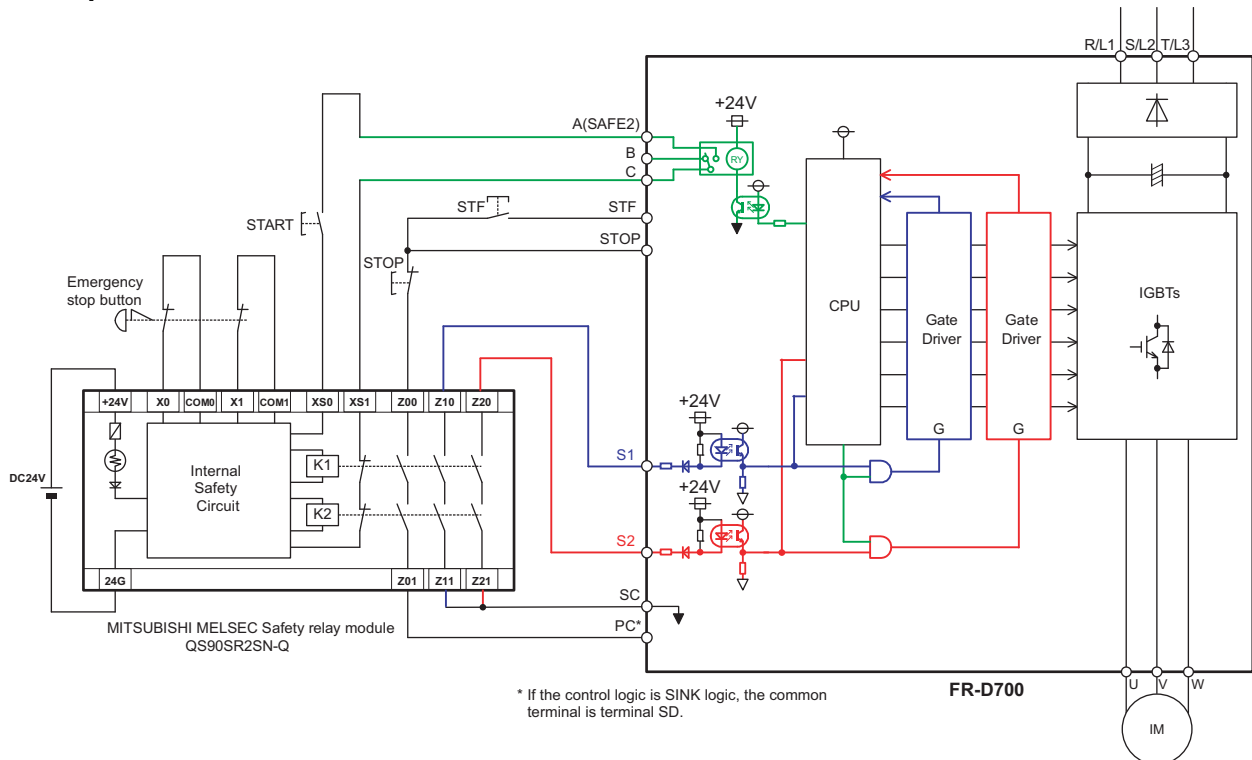 R/L1 S/L2 T/L3
+24V
A(SAFE2)
B
C
RY
STF
STF
START
STOP
STOP
Emergency
stop button
CPU
Gate
Driver
Gate
Driver
IGBTs
+24V
X0
COM0
X1
COM1
XS0
XS1
Z00
Z10
Z20
+24V
G
G
S1
Internal
Safety
Circuit
K1
K2
DC24V
+24V
S2
24G
Z01
Z11
Z21
SC
PC*
MITSUBISHI MELSEC Safety relay module
QS90SR2SN-Q
* If the control logic is SINK logic, the common
terminal is terminal SD.
FR-D700
U
V
W
IM